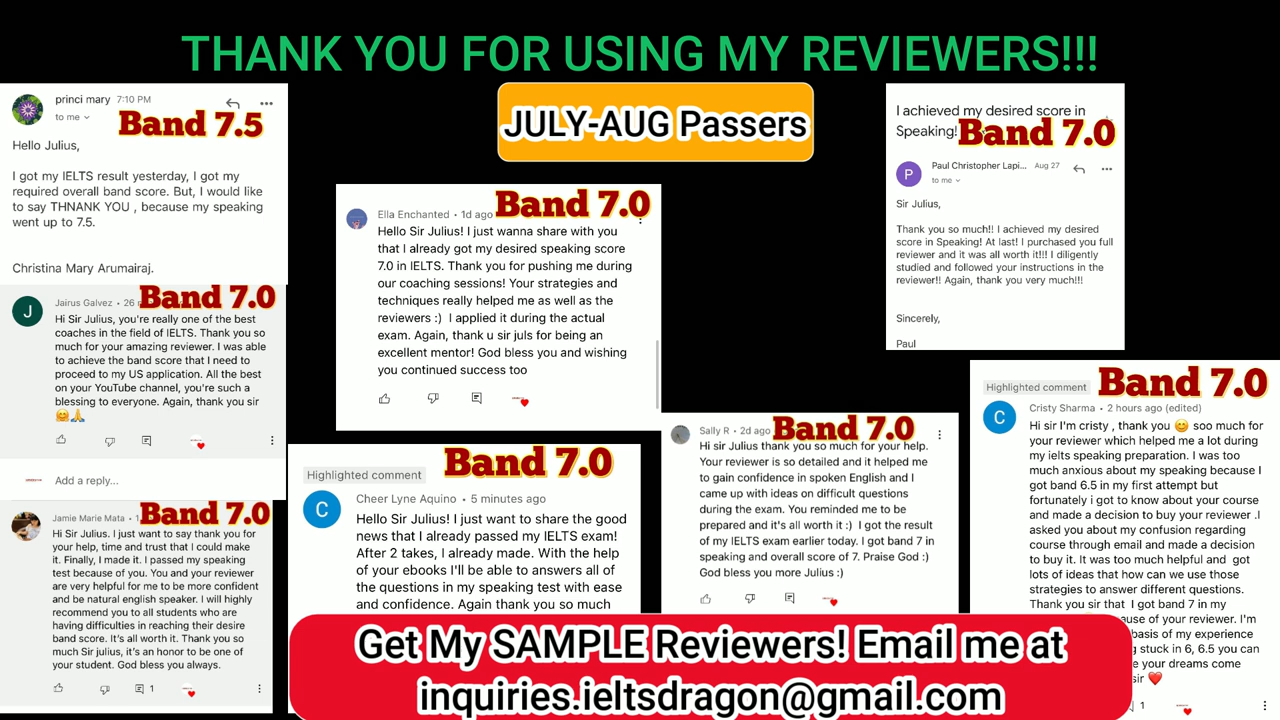 THANK YOU FOR USING MY REVIEWERS!!!
JULY-AUG Passers
princi mary 7:10 PM
to me
Band 7.5
Hello Julius,
I got my IELTS result yesterday, I got my
required overall band score. But, I would like
to say THNANK YOU , because my speaking
went up to 7.5.
Christina Mary Arumairaj.
J
Jairus Galvez • 26
Band 7.0
Hi Sir Julius, you're really one of the best
coaches in the field of IELTS. Thank you so
much for your amazing reviewer. I was able
to achieve the band score that I need to
proceed to my US application. All the best
on your YouTube channel, you're such a
blessing to everyone. Again, thank you sir
😊🙏
Add a reply...
Jamie Marie Mata • 1
Band 7.0
Hi Sir Julius. I just want to say thank you for
your help, time and trust that I could make
it. Finally, I made it. I passed my speaking
test because of you. You and your reviewer
are very helpful for me to be more confident
and be natural english speaker. I will highly
recommend you to all students who are
having difficulties in reaching their desire
band score. It's all worth it. Thank you so
much Sir julius, it's an honor to be one of
your student. God bless you always.
1
Ella Enchanted • 1d ago
Band 7.0
Hello Sir Julius! I just wanna share with you
that I already got my desired speaking score
7.0 in IELTS. Thank you for pushing me during
our coaching sessions! Your strategies and
techniques really helped me as well as the
reviewers :) I applied it during the actual
exam. Again, thank u sir juls for being an
excellent mentor! God bless you and wishing
you continued success too
Highlighted comment
Band 7.0
C
Cheer Lyne Aquino • 5 minutes ago
Hello Sir Julius! I just want to share the good
news that I already passed my IELTS exam!
After 2 takes, I already made. With the help
of your ebooks I'll be able to answers all of
the questions in my speaking test with ease
and confidence. Again thank you so much
Sally R • 2d ago
Band 7.0
Hi sir Julius thank you so much for your help.
Your reviewer is so detailed and it helped me
to gain confidence in spoken English and I
came up with ideas on difficult questions
during the exam. You reminded me to be
prepared and it's all worth it :) I got the result
of my IELTS exam earlier today. I got band 7 in
speaking and overall score of 7. Praise God :)
God bless you more Julius :)
I achieved my desired score in
Speaking!
Band 7.0
P
Paul Christopher Lapi... Aug 27
to me
Sir Julius,
Thank you so much!! I achieved my desired
score in Speaking! At last! I purchased you full
reviewer and it was all worth it!!! I diligently
studied and followed your instructions in the
reviewer!! Again, thank you very much!!!
Sincerely,
Paul
Highlighted comment
Band 7.0
C
Cristy Sharma • 2 hours ago (edited)
Hi sir I'm cristy , thank you 😊 soo much for
your reviewer which helped me a lot during
my ielts speaking preparation. I was too
much anxious about my speaking because I
got band 6.5 in my first attempt but
fortunately i got to know about your course
and made a decision to buy your reviewer .I
asked you about my confusion regarding
course through email and made a decision
to buy it. It was too much helpful and got
lots of ideas that how can we use those
strategies to answer different questions.
Thank you sir that I got band 7 in my
ause of your reviewer. I'm
basis of my experience
g stuck in 6, 6.5 you can
e your dreams come
sir ❤️
1
Get My SAMPLE Reviewers! Email me at
inquiries.ieltsdragon@gmail.com